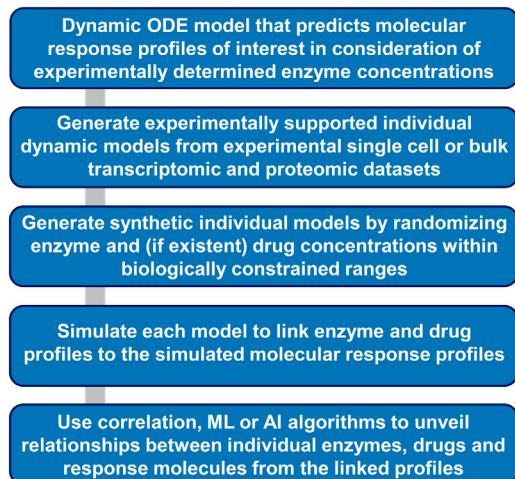 Dynamic ODE model that predicts molecular
response profiles of interest in consideration of
experimentally determined enzyme concentrations
Generate experimentally supported individual
dynamic models from experimental single cell or bulk
transcriptomic and proteomic datasets
Generate synthetic individual models by randomizing
enzyme and (if existent) drug concentrations within
biologically constrained ranges
Simulate each model to link enzyme and drug
profiles to the simulated molecular response profiles
Use correlation, ML or AI algorithms to unveil
relationships between individual enzymes, drugs and
response molecules from the linked profiles